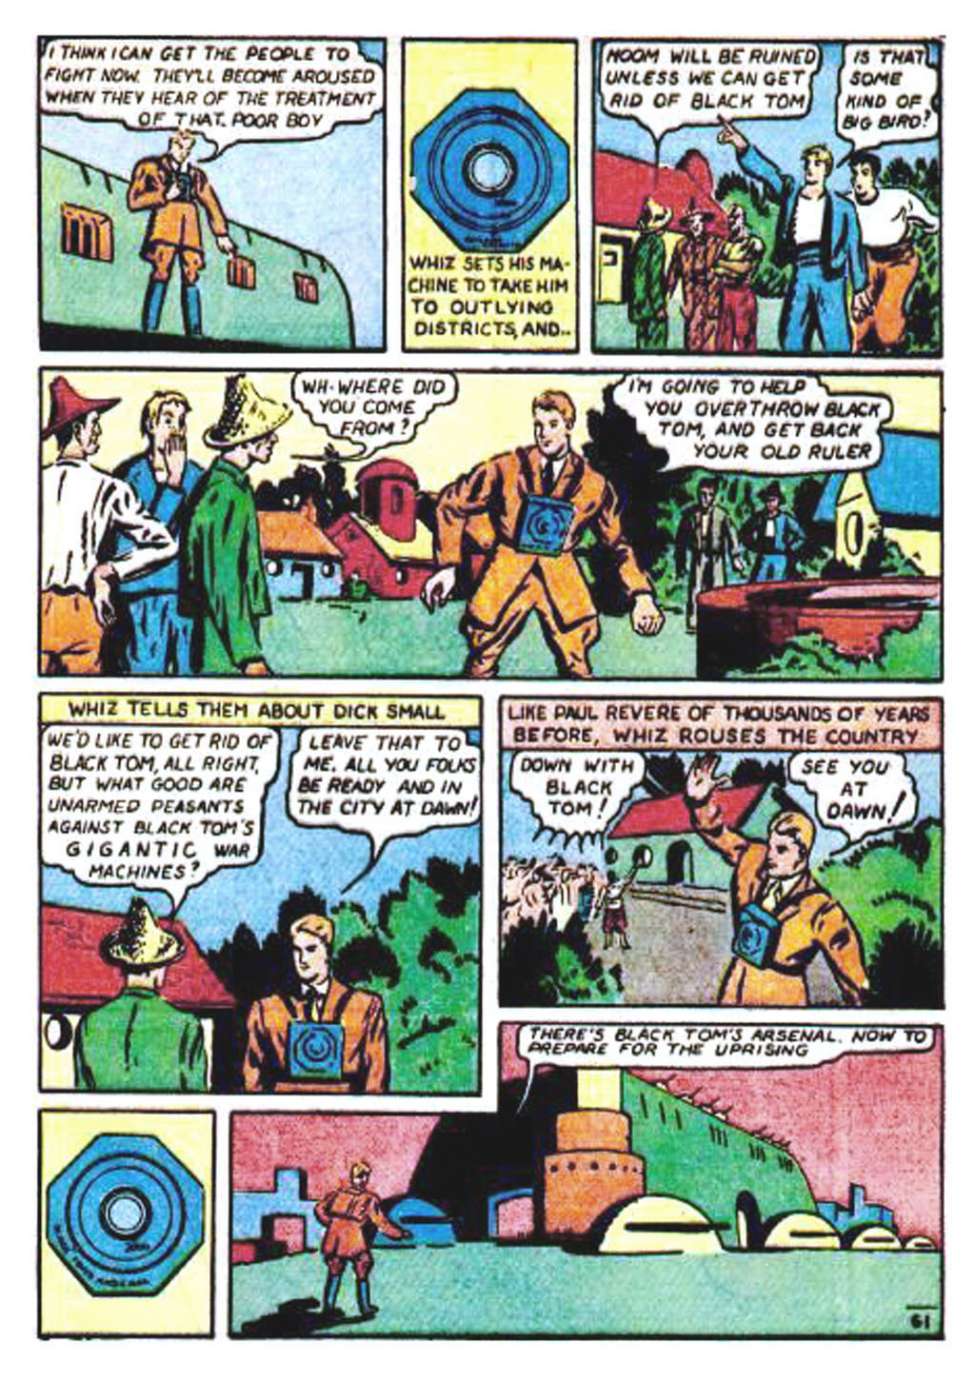 I THINK I CAN GET THE PEOPLE TO
FIGHT NOW. THEY'LL BECOME AROUSED
WHEN THEY HEAR OF THE TREATMENT
OF THAT POOR BOY
WHIZ SETS HIS MA-
CHINE TO TAKE HIM
TO OUTLYING
DISTRICTS, AND..
NOOM WILL BE RUINED
UNLESS WE CAN GET
RID OF BLACK TOM
IS THAT
SOME
KIND OF
BIG BIRD?
WH-WHERE DID
YOU COME
FROM?
I'M GOING TO HELP
YOU OVERTHROW BLACK
TOM, AND GET BACK
YOUR OLD RULER
WHIZ TELLS THEM ABOUT DICK SMALL
WE'D LIKE TO GET RID OF
BLACK TOM, ALL RIGHT,
BUT WHAT GOOD ARE
UNARMED PEASANTS
AGAINST BLACK TOM'S
GIGANTIC WAR
MACHINES?
LEAVE THAT TO
ME. ALL YOU FOLKS
BE READY AND IN
THE CITY AT DAWN!
LIKE PAUL REVERE OF THOUSANDS OF YEARS
BEFORE, WHIZ ROUSES THE COUNTRY
DOWN WITH
BLACK
TOM!
SEE YOU
AT
DAWN!
THERE'S BLACK TOM'S ARSENAL. NOW TO
PREPARE FOR THE UPRISING
61